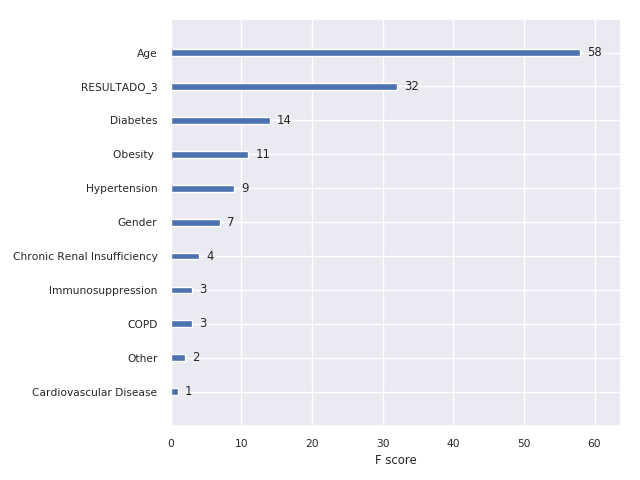 Age 58
RESULTADO_3 32
Diabetes 14
Obesity 11
Hypertension 9
Gender 7
Chronic Renal Insufficiency 4
Immunosuppression 3
COPD 3
Other 2
Cardiovascular Disease 1
0 10 20 30 40 50 60
F score